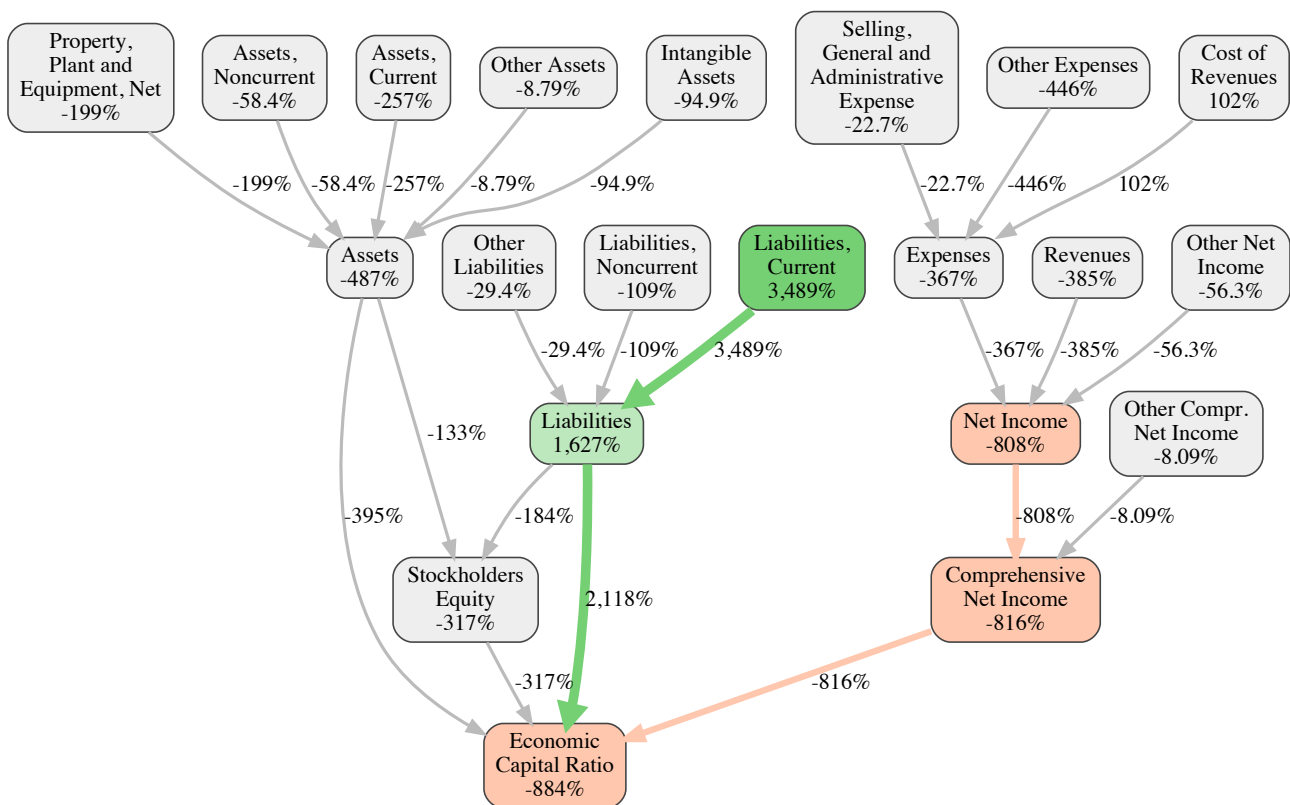 Property,
Plant and
Equipment, Net
-199%
Assets,
Noncurrent
-58.4%
Assets,
Current
-257%
Other Assets
-8.79%
Intangible
Assets
-94.9%
Selling,
General and
Administrative
Expense
-22.7%
Other Expenses
-446%
Cost of
Revenues
102%
-199%
-58.4%
-257%
-8.79%
-94.9%
-22.7%
-446%
102%
Assets
-487%
Other
Liabilities
-29.4%
Liabilities,
Noncurrent
-109%
Liabilities,
Current
3,489%
Expenses
-367%
Revenues
-385%
Other Net
Income
-56.3%
-29.4%
-109%
3,489%
-367%
-385%
-56.3%
-133%
Liabilities
1,627%
Net Income
-808%
Other Compr.
Net Income
-8.09%
-395%
-184%
-808%
-8.09%
Stockholders
Equity
-317%
2,118%
Comprehensive
Net Income
-816%
-317%
-816%
Economic
Capital Ratio
-884%